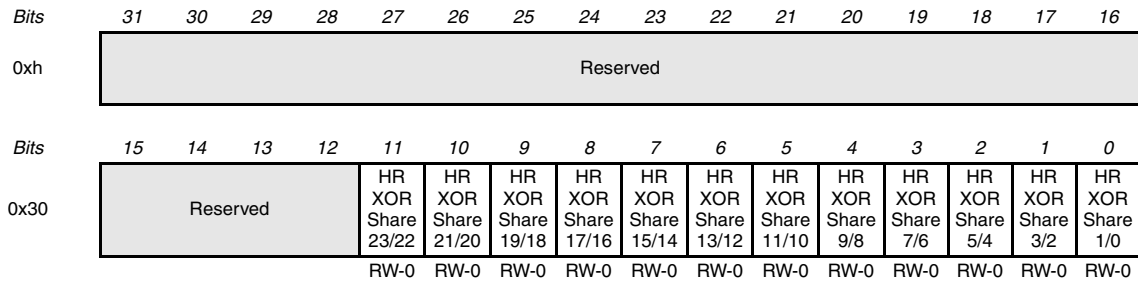 Bits 31 30 29 28 27 26 25 24 23 22 21 20 19 18 17 16
0xh Reserved
Bits 15 14 13 12 11 10 9 8 7 6 5 4 3 2 1 0
HR HR HR HR HR HR HR HR HR HR HR HR
XOR XOR XOR XOR XOR XOR XOR XOR XOR XOR XOR XOR
0x30 Reserved Share Share Share Share Share Share Share Share Share Share Share Share
23/22 21/20 19/18 17/16 15/14 13/12 11/10 9/8 7/6 5/4 3/2 1/0
RW-0 RW-0 RW-0 RW-0 RW-0 RW-0 RW-0 RW-0 RW-0 RW-0 RW-0 RW-0